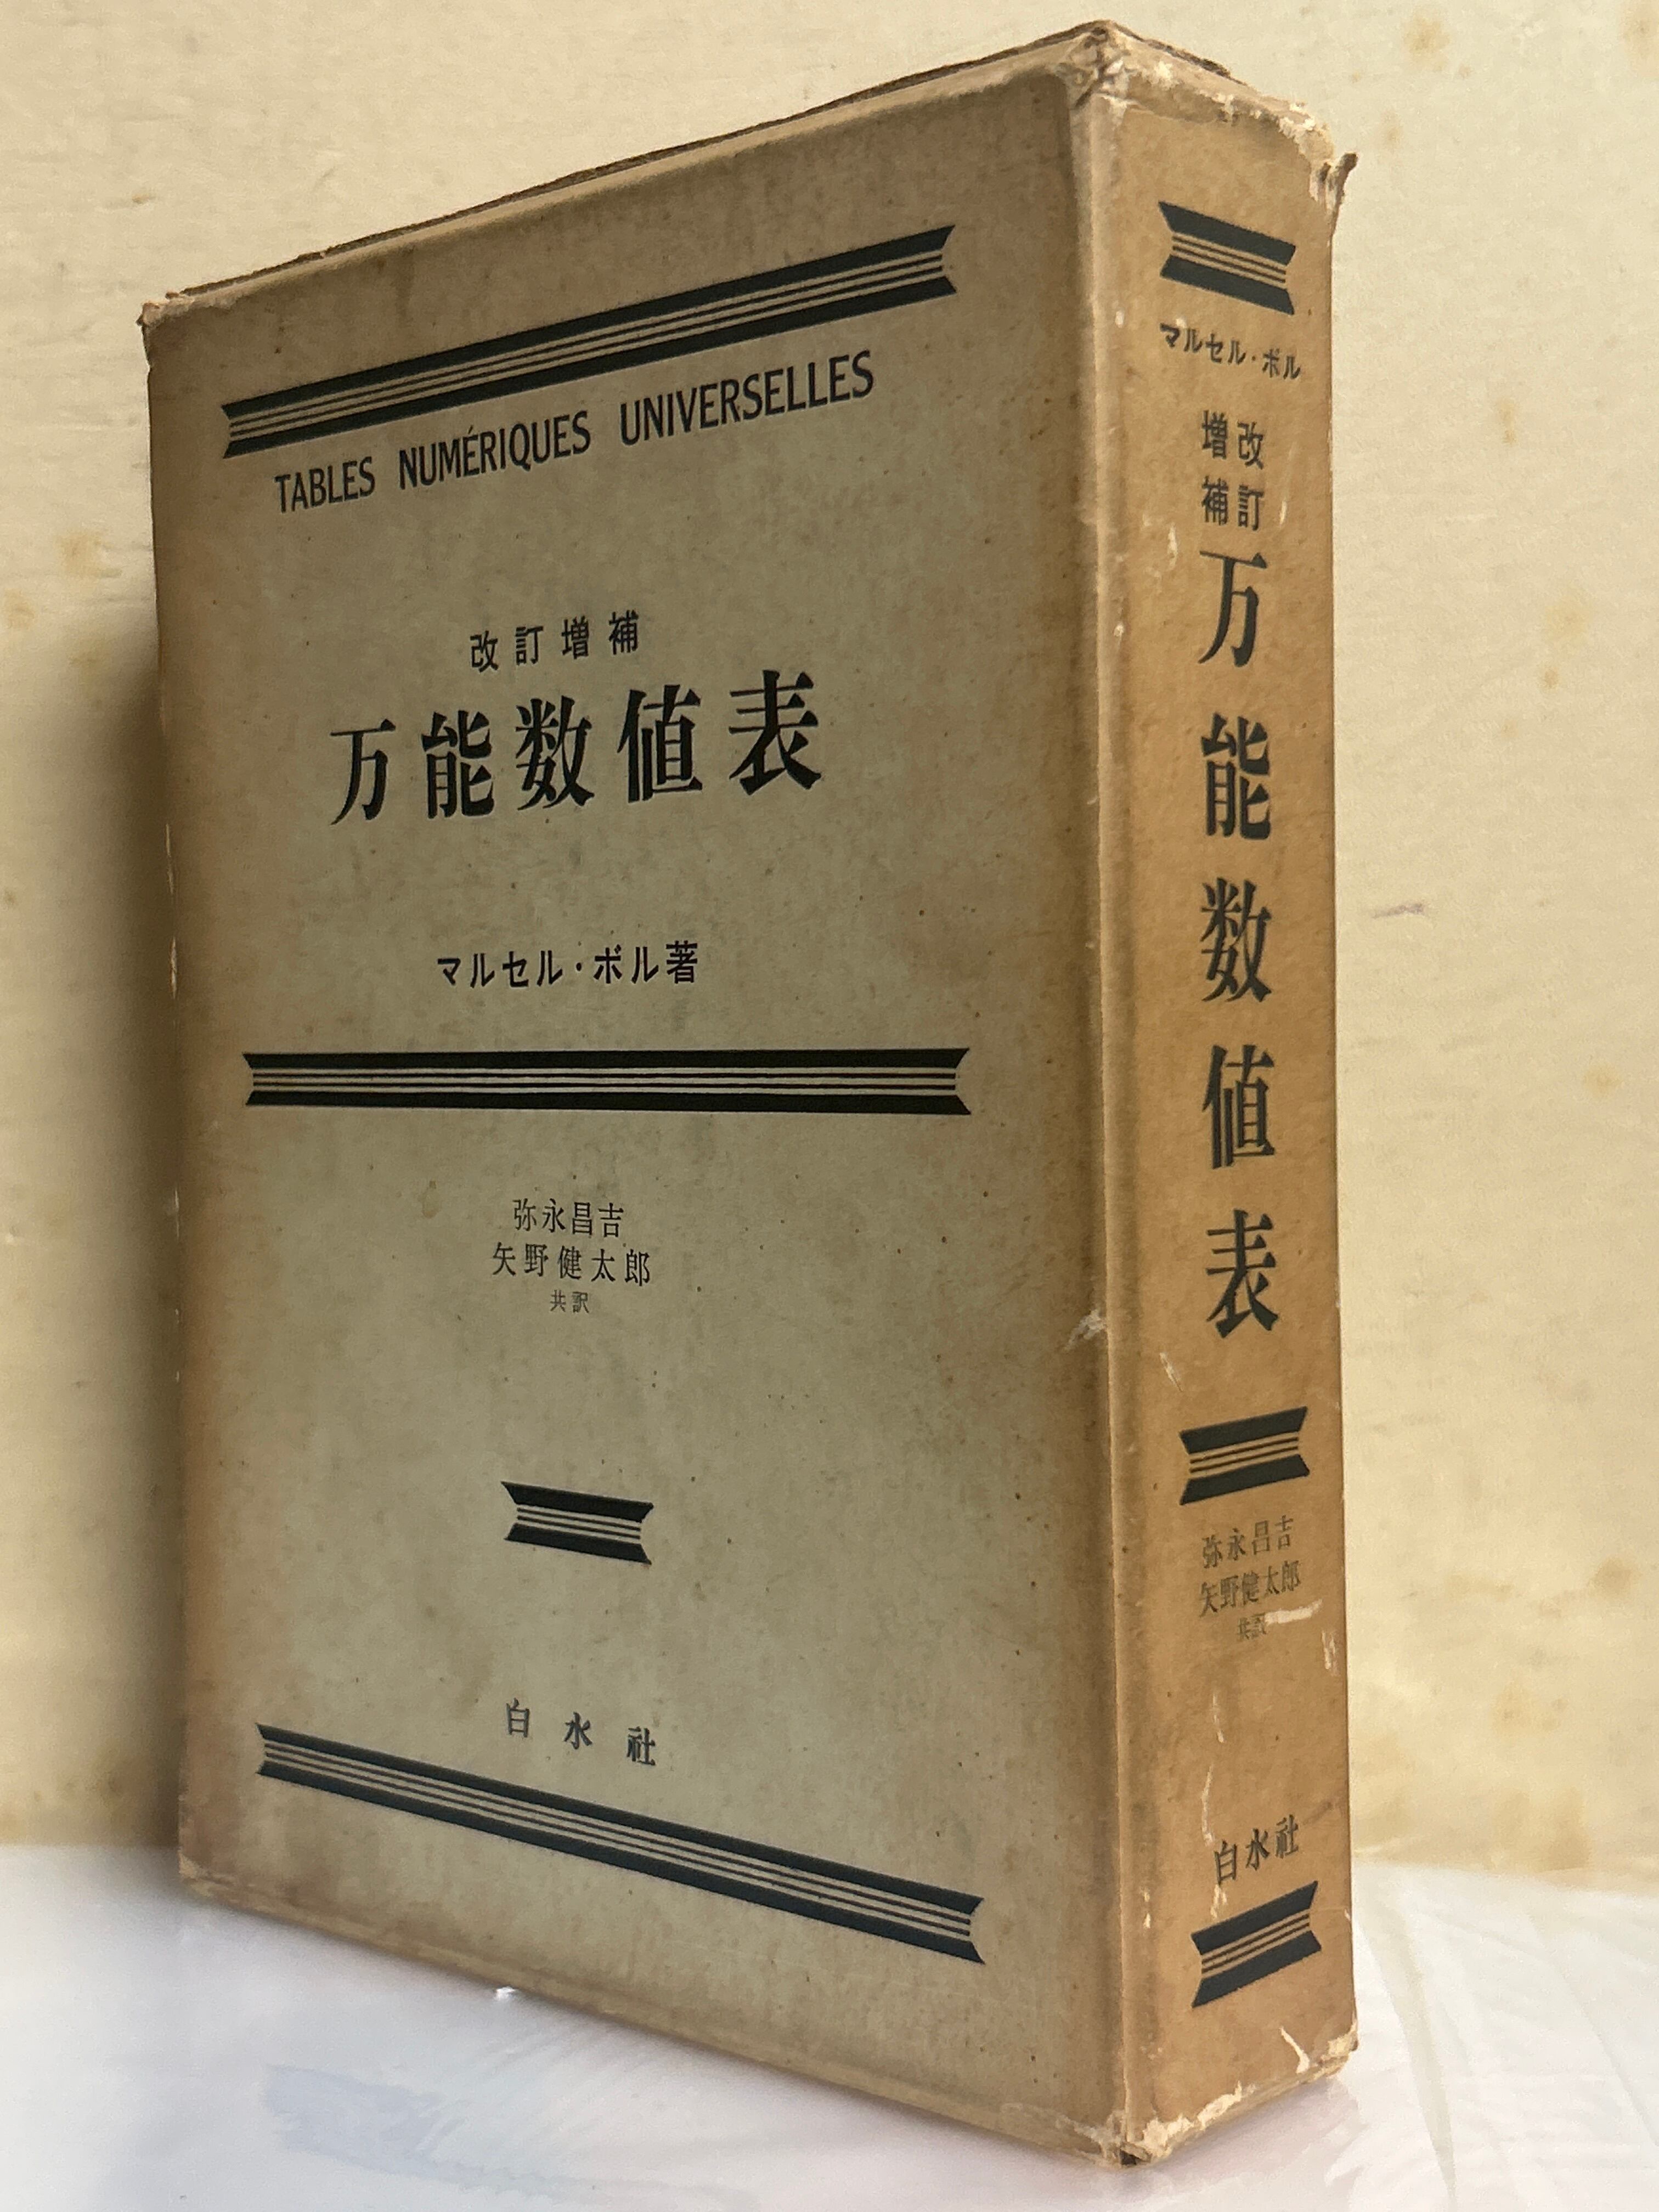 TABLES NUMÉRIQUES UNIVERSELLES
改訂増補
万能数値表
マルセル・ボル著
弥永昌吉
矢野健太郎
共訳
白水社
マルセル・ボル
改訂
増補
万能数値表
弥永昌吉
矢野健太郎
共訳
白水社